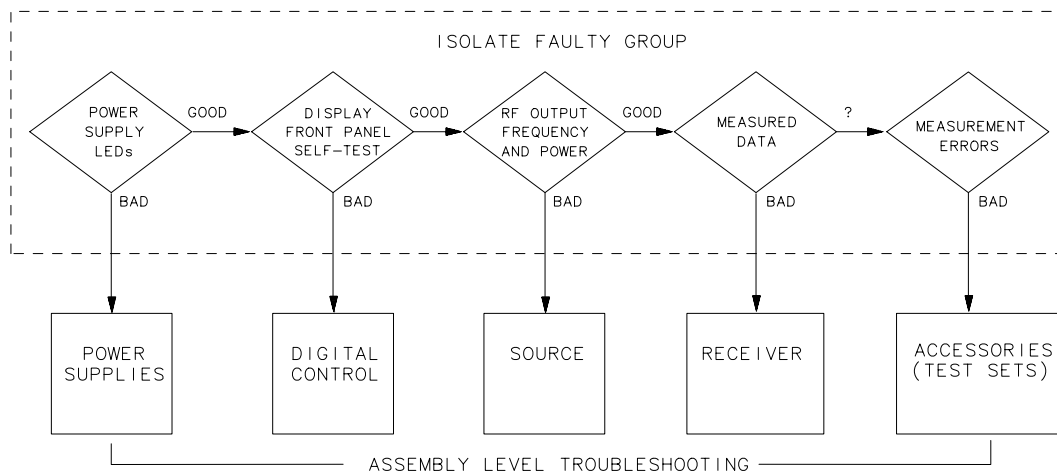 ISOLATE FAULTY GROUP
POWER
SUPPLY
LEDs
GOOD
DISPLAY
FRONT PANEL
SELF-TEST
GOOD
RF OUTPUT
FREQUENCY
AND POWER
GOOD
MEASURED
DATA
?
MEASUREMENT
ERRORS
BAD
BAD
BAD
BAD
BAD
POWER
SUPPLIES
DIGITAL
CONTROL
SOURCE
RECEIVER
ACCESSORIES
(TEST SETS)
ASSEMBLY LEVEL TROUBLESHOOTING